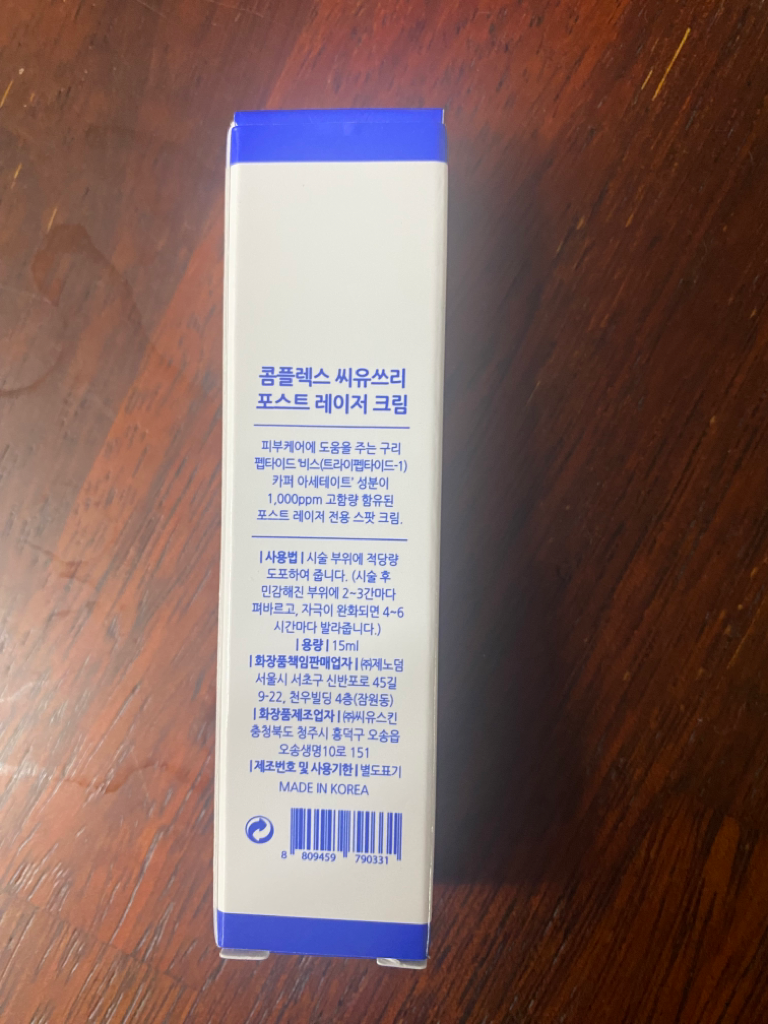 콤플렉스 씨유쓰리
포스트 레이저 크림
피부케어에 도움을 주는 구리
펩타이드 '비스(트라이펩타이드-1)
카퍼 아세테이트' 성분이
1,000ppm 고함량 함유된
포스트 레이저 전용 스팟 크림.
| 사용법 | 시술 부위에 적당량
도포하여 줍니다. (시술 후
민감해진 부위에 2~3간마다
펴바르고, 자극이 완화되면 4~6
시간마다 발라줍니다.)
| 용량 | 15ml
| 화장품책임판매업자 | ㈜제노덤
서울시 서초구 신반포로 45길
9-22, 천우빌딩 4층(잠원동)
| 화장품제조업자 | ㈜씨유스킨
충청북도 청주시 흥덕구 오송읍
오송생명10로 151
| 제조번호 및 사용기한 | 별도표기
MADE IN KOREA
8 809459 790331